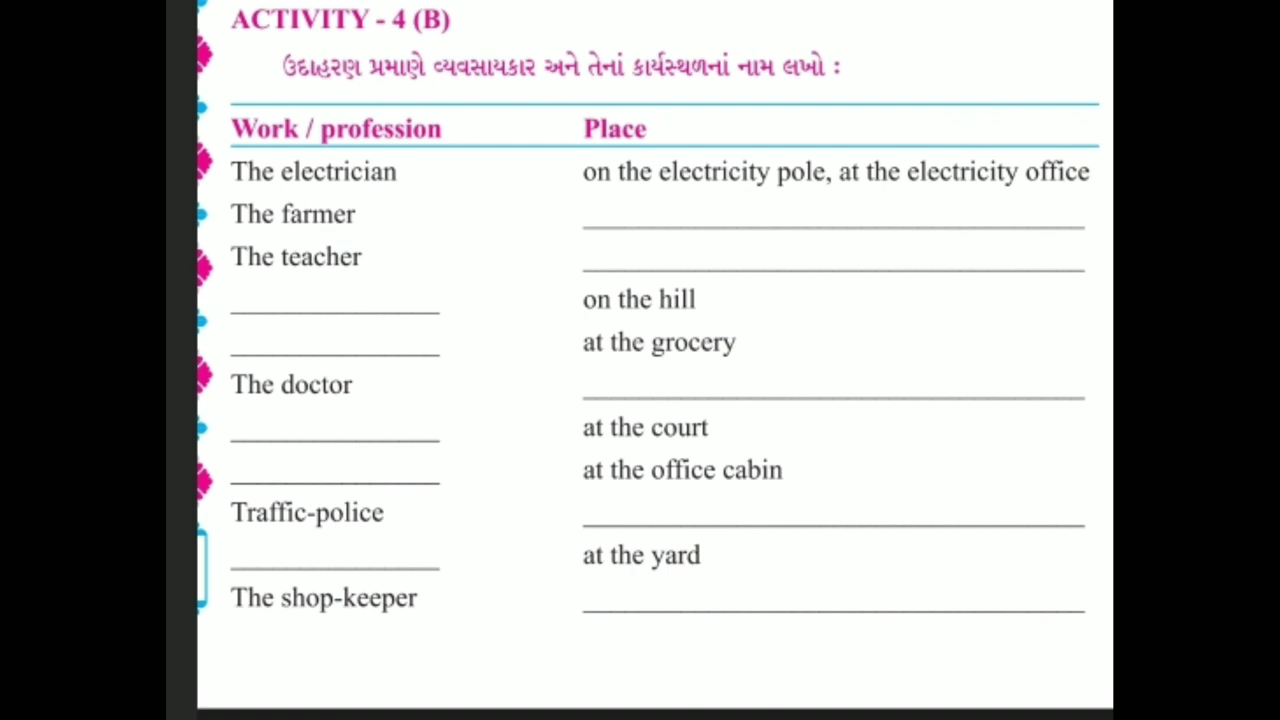 ACTIVITY - 4 (B)
ઉદાહરણ પ્રમાણે વ્યવસાયકાર અને તેનાં કાર્યસ્થળનાં નામ લખો :
Work / profession Place
The electrician on the electricity pole, at the electricity office
The farmer
The teacher
on the hill
at the grocery
The doctor
at the court
at the office cabin
Traffic-police
at the yard
The shop-keeper